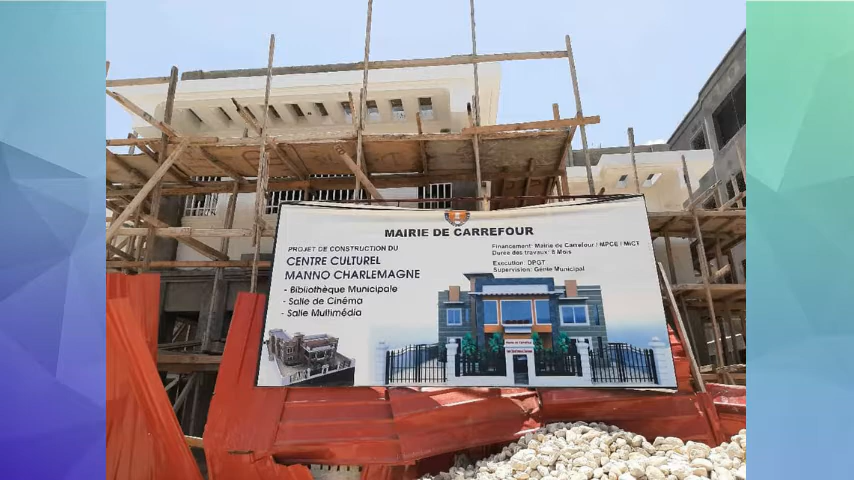 MAIRIE DE CARREFOUR
PROJET DE CONSTRUCTION DU
CENTRE CULTUREL
MANNO CHARLEMAGNE
- Bibliothèque Municipale
- Salle de Cinéma
- Salle Multimédia
Financement: Mairie de Carrefour / MPCE / MICT
Durée des travaux: 8 Mois
Execution: DPGT
Supervision: Génie Municipal